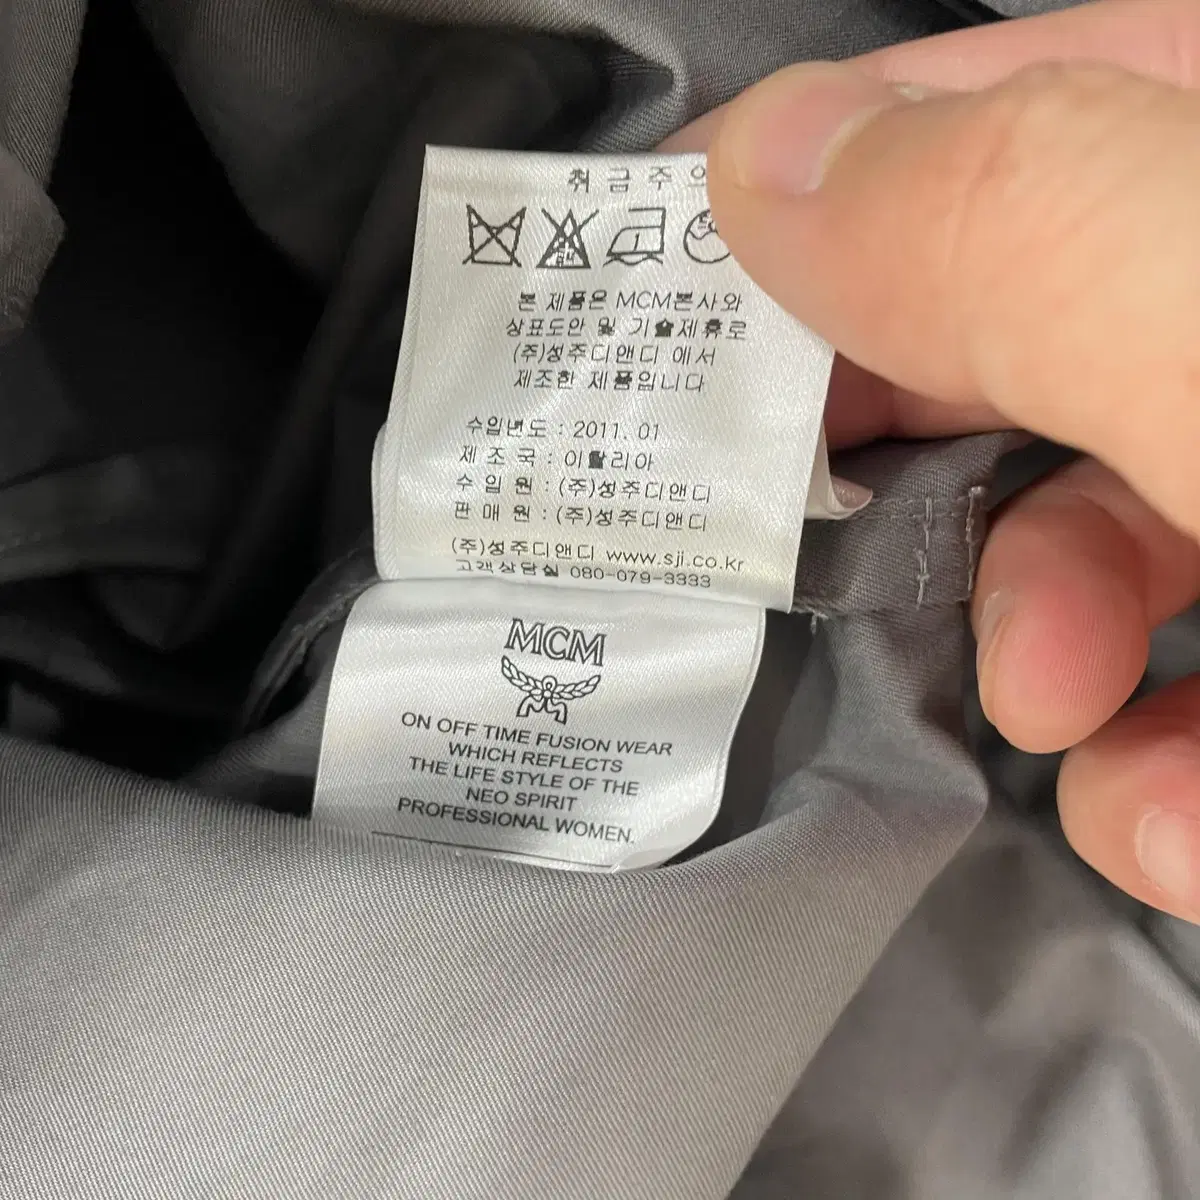 취급주의
본 제품은 MCM본사와
상표도안 및 기술제휴로
(주)성주디앤디 에서
제조한 제품입니다
수입년도 : 2011. 01
제 조 국 : 이탈리아
수 입 원 : (주)성주디앤디
판 매 원 : (주)성주디앤디
(주)성주디앤디 www.sji.co.kr
고객상담실 080-079-3333
MCM
ON OFF TIME FUSION WEAR
WHICH REFLECTS
THE LIFE STYLE OF THE
NEO SPIRIT
PROFESSIONAL WOMEN.